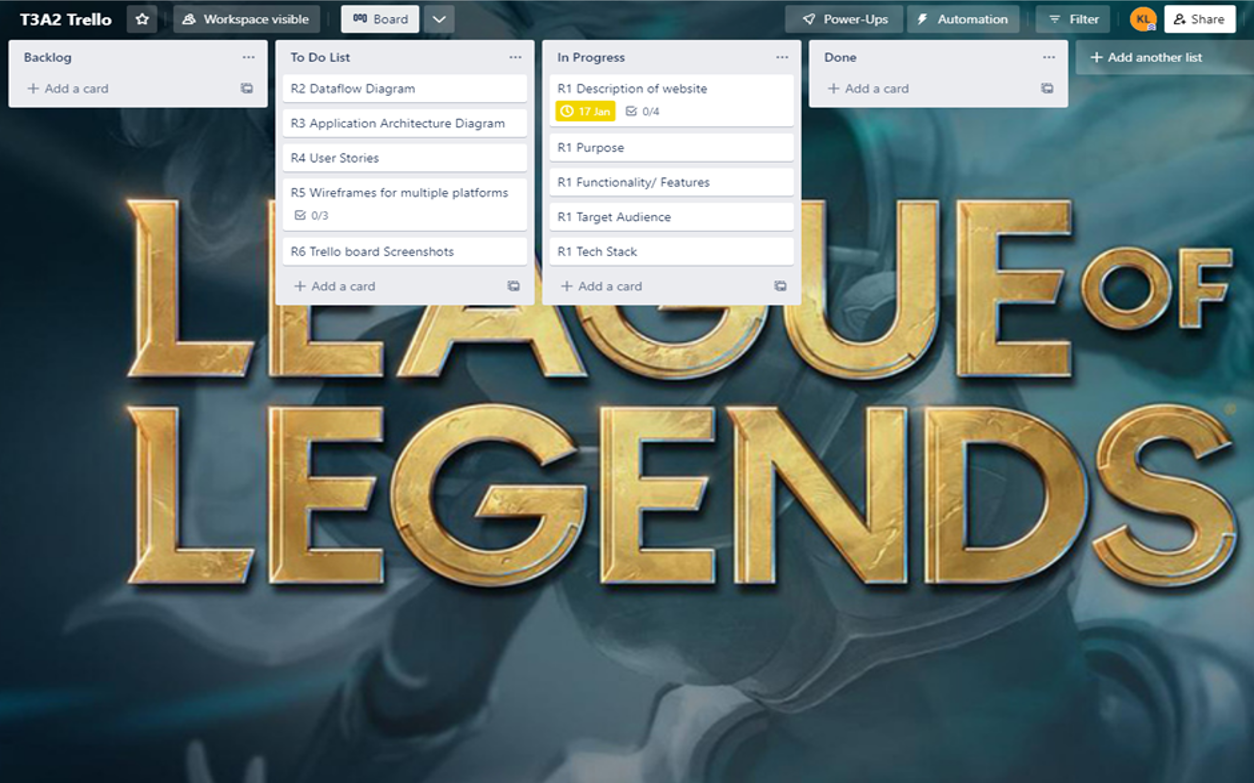 T3A2 Trello
Workspace visible
Board
Power-Ups
Automation
Filter
KL
Share
Backlog
Add a card
To Do List
R2 Dataflow Diagram
R3 Application Architecture Diagram
R4 User Stories
R5 Wireframes for multiple platforms
0/3
R6 Trello board Screenshots
Add a card
In Progress
R1 Description of website
17 Jan 0/4
R1 Purpose
R1 Functionality/ Features
R1 Target Audience
R1 Tech Stack
Add a card
Done
Add a card
Add another list
LEAGUE OF
LEGENDS